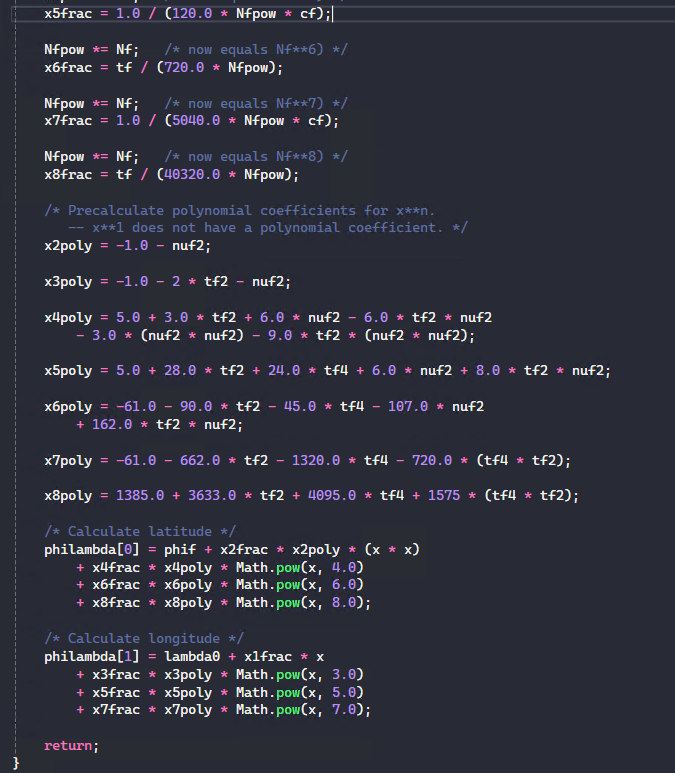 x5frac = 1.0 / (120.0 * Nfpow * cf);
Nfpow *= Nf;   /* now equals Nf**6) */
x6frac = tf / (720.0 * Nfpow);
Nfpow *= Nf;   /* now equals Nf**7) */
x7frac = 1.0 / (5040.0 * Nfpow * cf);
Nfpow *= Nf;   /* now equals Nf**8) */
x8frac = tf / (40320.0 * Nfpow);
/* Precalculate polynomial coefficients for x**n.
   -- x**1 does not have a polynomial coefficient. */
x2poly = -1.0 - nuf2;
x3poly = -1.0 - 2 * tf2 - nuf2;
x4poly = 5.0 + 3.0 * tf2 + 6.0 * nuf2 - 6.0 * tf2 * nuf2
    - 3.0 * (nuf2 * nuf2) - 9.0 * tf2 * (nuf2 * nuf2);
x5poly = 5.0 + 28.0 * tf2 + 24.0 * tf4 + 6.0 * nuf2 + 8.0 * tf2 * nuf2;
x6poly = -61.0 - 90.0 * tf2 - 45.0 * tf4 - 107.0 * nuf2
    + 162.0 * tf2 * nuf2;
x7poly = -61.0 - 662.0 * tf2 - 1320.0 * tf4 - 720.0 * (tf4 * tf2);
x8poly = 1385.0 + 3633.0 * tf2 + 4095.0 * tf4 + 1575 * (tf4 * tf2);
/* Calculate latitude */
philambda[0] = phif + x2frac * x2poly * (x * x)
    + x4frac * x4poly * Math.pow(x, 4.0)
    + x6frac * x6poly * Math.pow(x, 6.0)
    + x8frac * x8poly * Math.pow(x, 8.0);
/* Calculate longitude */
philambda[1] = lambda0 + x1frac * x
    + x3frac * x3poly * Math.pow(x, 3.0)
    + x5frac * x5poly * Math.pow(x, 5.0)
    + x7frac * x7poly * Math.pow(x, 7.0);
return;
}